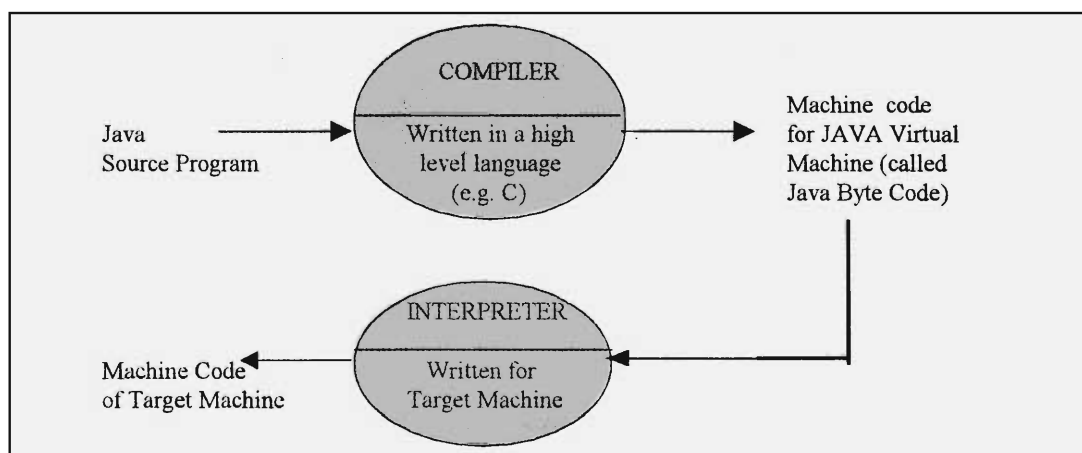 COMPILER
Java
Source Program
Written in a high
level language
(e.g. C)
Machine code
for JAVA Virtual
Machine (called
Java Byte Code)
INTERPRETER
Written for
Target Machine
Machine Code
of Target Machine